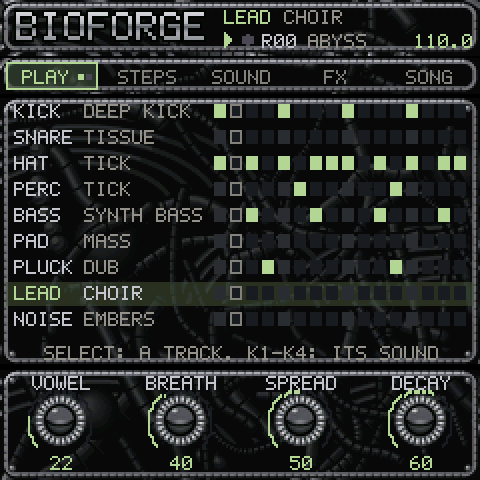 BIOFORGE
LEAD CHOIR
R00 ABYSS 110.0
PLAY STEPS SOUND FX SONG
KICK DEEP KICK
SNARE TISSUE
HAT TICK
PERC TICK
BASS SYNTH BASS
PAD MASS
PLUCK DUB
LEAD CHOIR
NOISE EMBERS
SELECT: A TRACK. K1-K4: ITS SOUND
VOWEL BREATH SPREAD DECAY
22 40 50 60